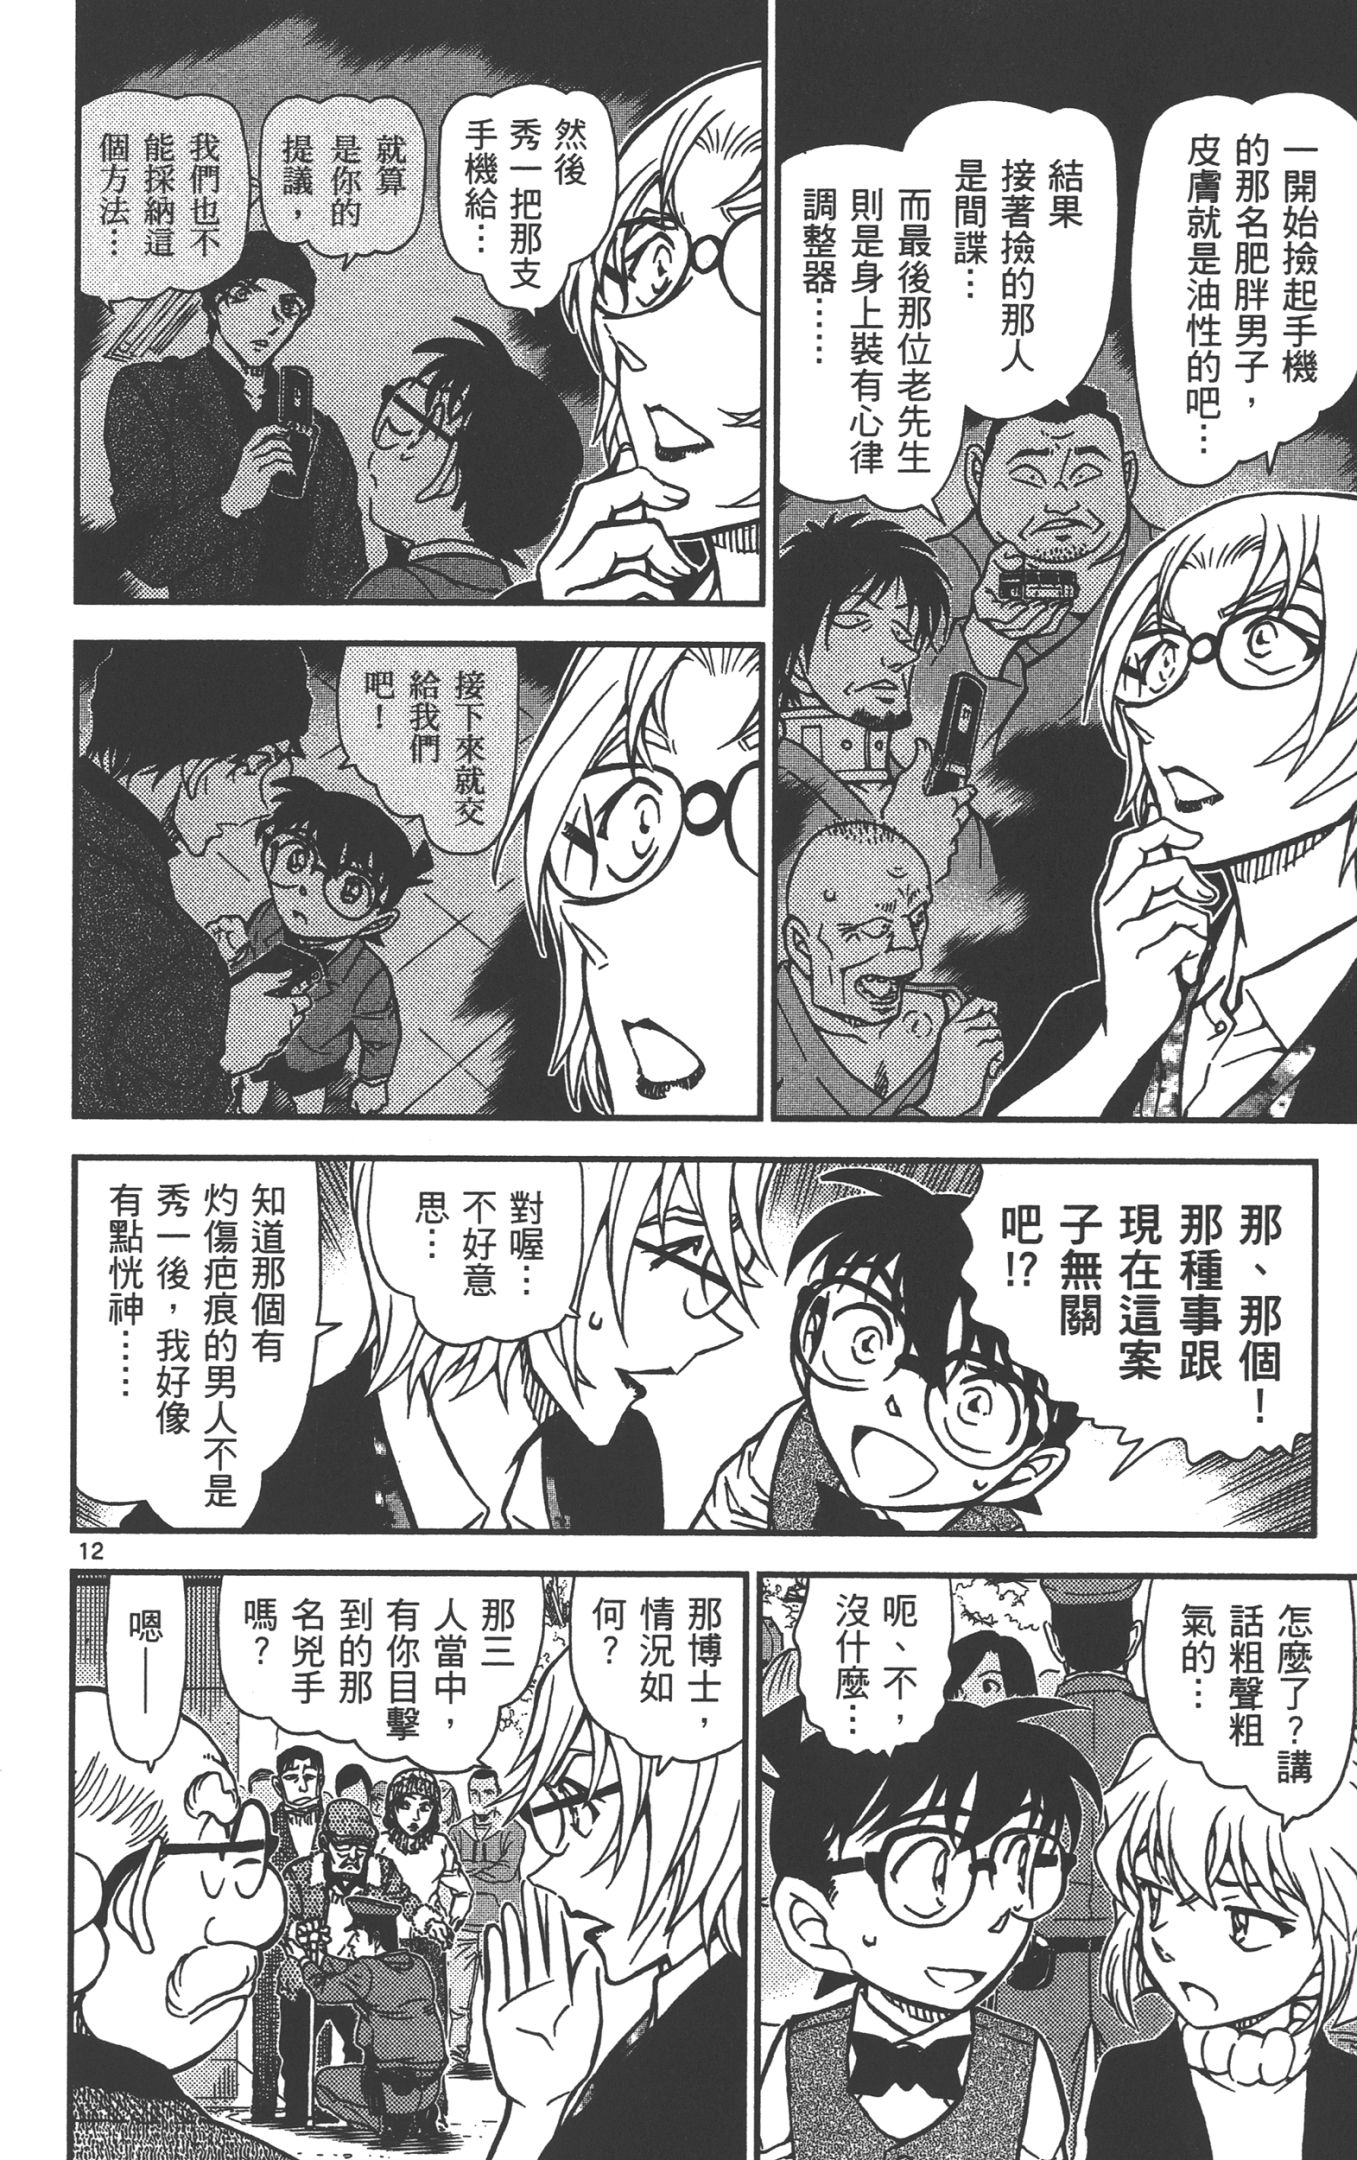 一開始撿起手機
的那名肥胖男子，
皮膚就是油性的吧…
結果
接著撿的那人
是間諜…
而最後那位老先生
則是身上裝有心律
調整器……
然後
秀一把那支
手機給…
就算
是你的
提議，
我們也不
能採納這
個方法…
接下來就交
給我們
吧！
那、那個！
那種事跟
現在這案
子無關
吧!?
對喔…
不好意
思…
知道那個有
灼傷疤痕的男人不是
秀一後，我好像
有點恍神……
12
怎麼了？講
話粗聲粗
氣的…
呃、不，
沒什麼…
那博士，
情況如
何？
那三
人當中，
有你目擊
到的那
名兇手
嗎？
嗯——